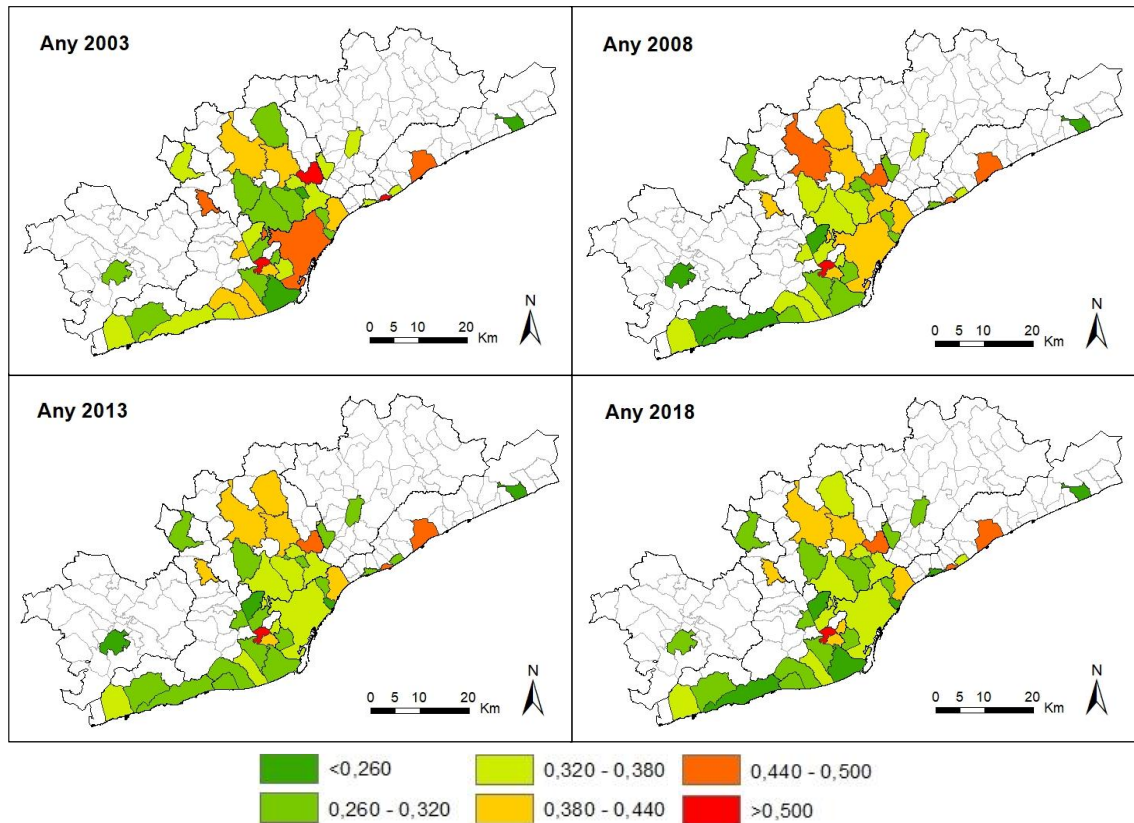 Any 2003
N
0 5 10 20 Km
Any 2008
N
0 5 10 20 Km
Any 2013
N
0 5 10 20 Km
Any 2018
N
0 5 10 20 Km
<0,260
0,320 - 0,380
0,440 - 0,500
0,260 - 0,320
0,380 - 0,440
>0,500